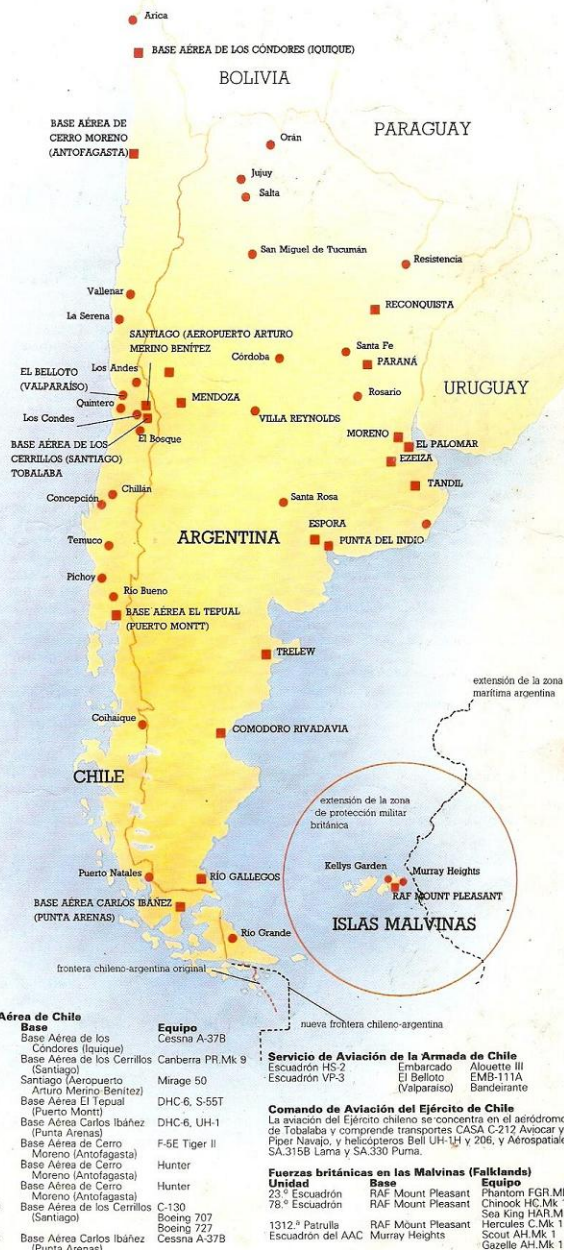 Arica
BASE AÉREA DE LOS CÓNDORES (IQUIQUE)
BOLIVIA
BASE AÉREA DE
CERRO MORENO
(ANTOFAGASTA)
PARAGUAY
Orán
Jujuy
Salta
San Miguel de Tucumán
Resistencia
Vallenar
RECONQUISTA
La Serena
SANTIAGO (AEROPUERTO ARTURO
MERINO BENÍTEZ
Santa Fe
Córdoba
PARANÁ
Los Andes
EL BELLOTO
(VALPARAÍSO)
URUGUAY
Quintero
MENDOZA
Rosario
Los Condes
VILLA REYNOLDS
El Bosque
MORENO
EL PALOMAR
BASE AÉREA DE LOS
CERRILLOS (SANTIAGO)
TOBALABA
EZEIZA
TANDIL
Chillán
Concepción
Santa Rosa
ARGENTINA
ESPORA
PUNTA DEL INDIO
Temuco
Pichoy
Río Bueno
BASE AÉREA EL TEPUAL
(PUERTO MONTT)
TRELEW
extensión de la zona
marítima argentina
Coihaique
COMODORO RIVADAVIA
CHILE
extensión de la zona
de protección militar
británica
Puerto Natales
RÍO GALLEGOS
Kellys Garden
Murray Heights
RAF MOUNT PLEASANT
BASE AÉREA CARLOS IBÁÑEZ
(PUNTA ARENAS)
ISLAS MALVINAS
Río Grande
frontera chileno-argentina original
nueva frontera chileno-argentina
Aérea de Chile
Base Equipo
Base Aérea de los Cessna A-37B
Cóndores (Iquique)
Base Aérea de los Cerrillos Canberra PR.Mk 9
(Santiago)
Santiago (Aeropuerto Mirage 50
Arturo Merino-Benítez)
Base Aérea El Tepual DHC-6, S-55T
(Puerto Montt)
Base Aérea Carlos Ibáñez DHC-6, UH-1
(Punta Arenas)
Base Aérea de Cerro F-5E Tiger II
Moreno (Antofagasta)
Base Aérea de Cerro Hunter
Moreno (Antofagasta)
Base Aérea de Cerro Hunter
Moreno (Antofagasta)
Base Aérea de los Cerrillos C-130
(Santiago) Boeing 707
Boeing 727
Base Aérea Carlos Ibáñez Cessna A-37B
(Punta Arenas)
Servicio de Aviación de la Armada de Chile
Escuadrón HS-2 Embarcado Alouette III
Escuadrón VP-3 El Belloto EMB-111A
(Valparaiso) Bandeirante
Comando de Aviación del Ejército de Chile
La aviación del Ejército chileno se concentra en el aeródromo
de Tobalaba y comprende transportes CASA C-212 Aviocar y
Piper Navajo, y helicópteros Bell UH-1H y 206, y Aérospatiale
SA.315B Lama y SA.330 Puma.
Fuerzas británicas en las Malvinas (Falklands)
Unidad Base Equipo
23.º Escuadrón RAF Mount Pleasant Phantom FGR.M
78.º Escuadrón RAF Mount Pleasant Chinook HC.Mk 1
Sea King HAR.M
1312.ª Patrulla RAF Mount Pleasant Hercules C.Mk 1
Escuadrón del AAC Murray Heights Scout AH.Mk 1
Gazelle AH.Mk 1